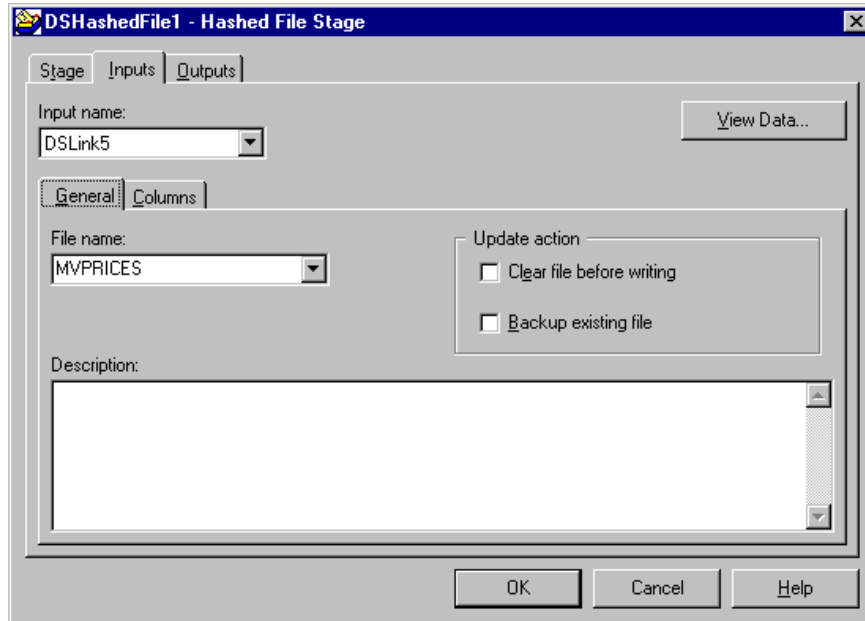 DSHashedFile1 - Hashed File Stage
Stage Inputs Outputs
Input name:
DSLink5
View Data...
General Columns
File name:
MVPRICES
Update action
Clear file before writing
Backup existing file
Description:
OK Cancel Help